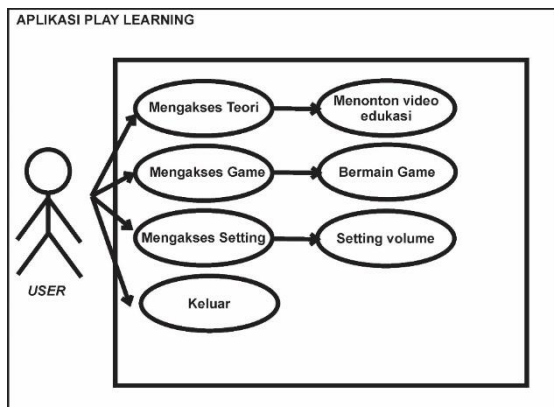 APLIKASI PLAY LEARNING
Mengakses Teori
Menonton video
edukasi
Mengakses Game
Bermain Game
Mengakses Setting
Setting volume
Keluar
USER